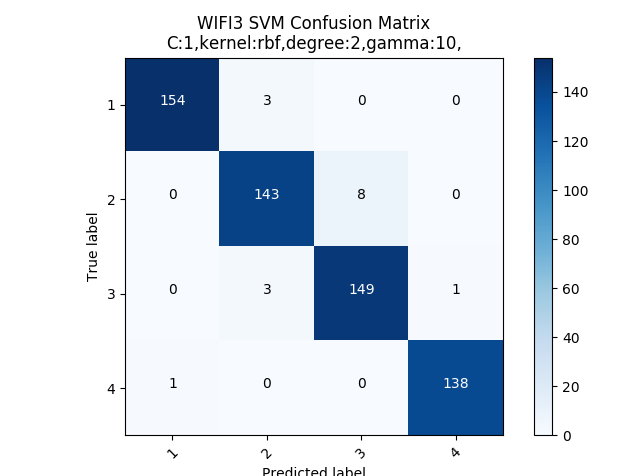 WIFI3 SVM Confusion Matrix
C:1,kernel:rbf,degree:2,gamma:10,
True label
1 154 3 0 0
2 0 143 8 0
3 0 3 149 1
4 1 0 0 138
1 2 3 4
Predicted label
140
120
100
80
60
40
20
0